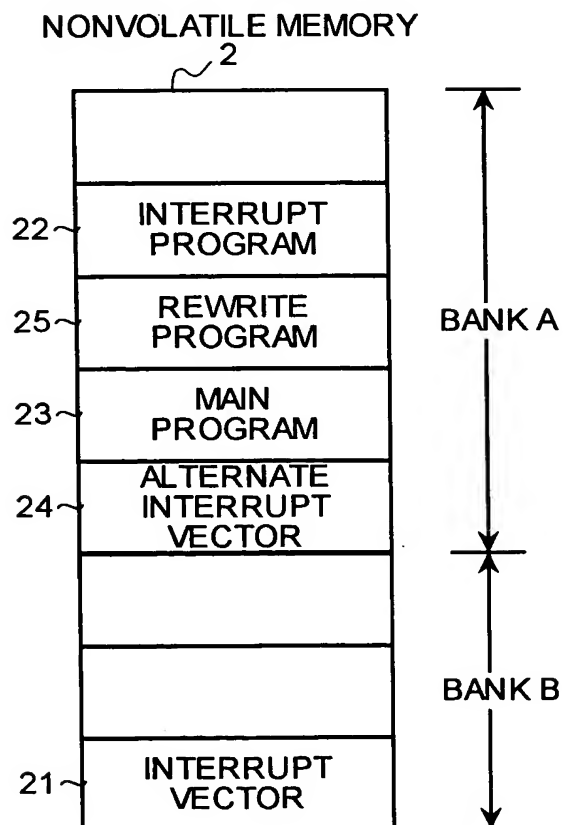 NONVOLATILE MEMORY
2
22
INTERRUPT
PROGRAM
25
REWRITE
PROGRAM
BANK A
23
MAIN
PROGRAM
24
ALTERNATE
INTERRUPT
VECTOR
BANK B
21
INTERRUPT
VECTOR